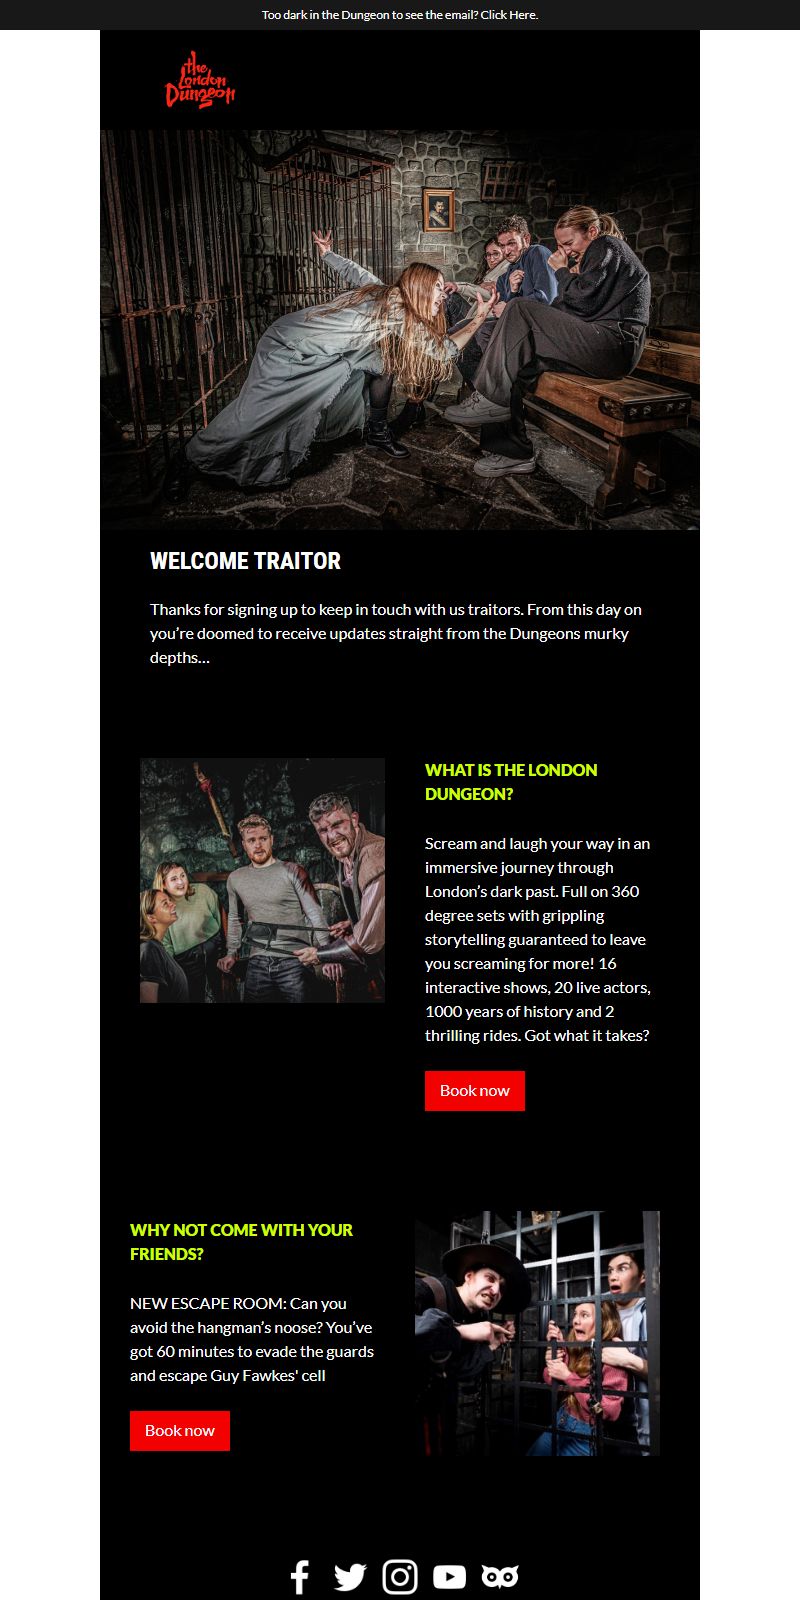 Too dark in the Dungeon to see the email? Click Here.
the
London
Dungeon
WELCOME TRAITOR
Thanks for signing up to keep in touch with us traitors. From this day on
you’re doomed to receive updates straight from the Dungeons murky
depths...
WHAT IS THE LONDON
DUNGEON?
Scream and laugh your way in an
immersive journey through
London’s dark past. Full on 360
degree sets with grippling
storytelling guaranteed to leave
you screaming for more! 16
interactive shows, 20 live actors,
1000 years of history and 2
thrilling rides. Got what it takes?
Book now
WHY NOT COME WITH YOUR
FRIENDS?
NEW ESCAPE ROOM: Can you
avoid the hangman’s noose? You’ve
got 60 minutes to evade the guards
and escape Guy Fawkes' cell
Book now